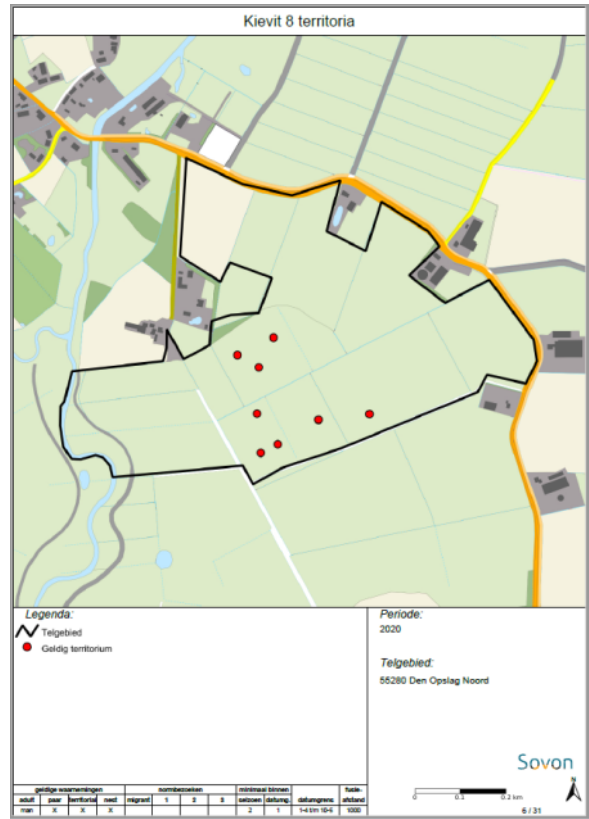 Kievit 8 territoria
Legenda:
Telgebied
Geldig territorium
Periode:
2020
Telgebied:
55280 Den Opslag Noord
Sovon
0 0.1 0.2 km
N
6 / 31
geldige waarnemingen normbezoeken minimaal binnen fusie-
adult paar territoriaal nest migrant 1 2 3 seizoen datumg. datumgrens afstand
man X X X 2 1 1-4 t/m 10-5 1000